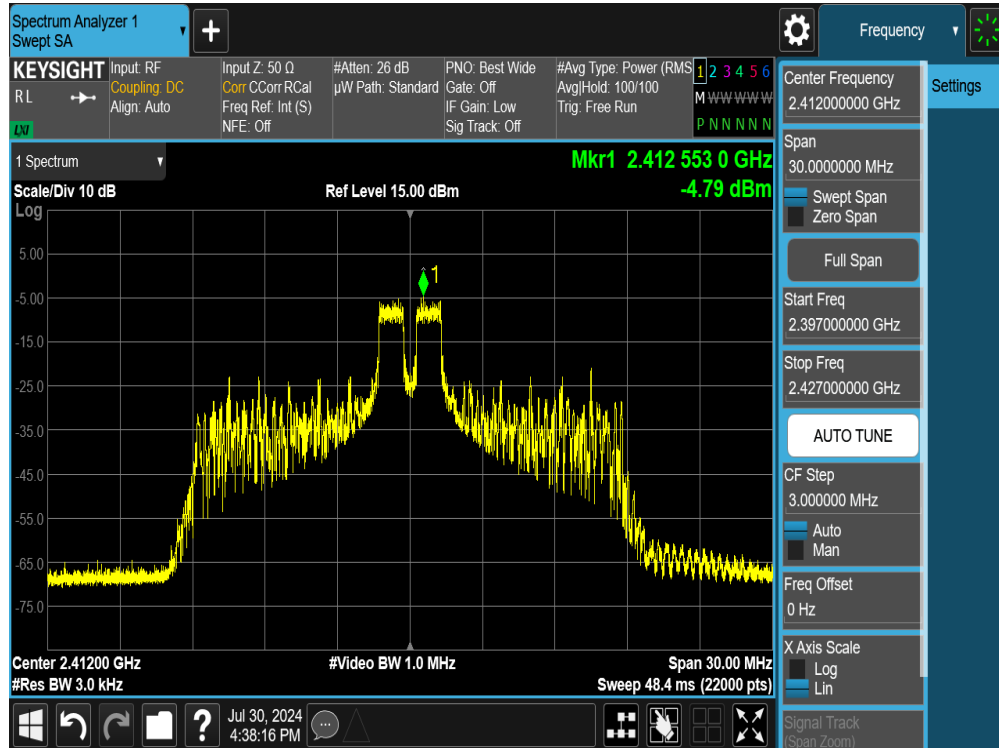 Spectrum Analyzer 1
Swept SA
+
Frequency
KEYSIGHT
RL
LXI
Input: RF
Coupling: DC
Align: Auto
Input Z: 50 Ω
Corr CCorr RCal
Freq Ref: Int (S)
NFE: Off
#Atten: 26 dB
µW Path: Standard
PNO: Best Wide
Gate: Off
IF Gain: Low
Sig Track: Off
#Avg Type: Power (RMS
Avg|Hold: 100/100
Trig: Free Run
1 2 3 4 5 6
M W W W W W
P N N N N N
Settings
Center Frequency
2.412000000 GHz
Span
30.0000000 MHz
Swept Span
Zero Span
Full Span
Start Freq
2.397000000 GHz
Stop Freq
2.427000000 GHz
AUTO TUNE
CF Step
3.000000 MHz
Auto
Man
Freq Offset
0 Hz
X Axis Scale
Log
Lin
Signal Track
(Span Zoom)
1 Spectrum
Mkr1 2.412 553 0 GHz
-4.79 dBm
Scale/Div 10 dB
Ref Level 15.00 dBm
Log
5.00
-5.00
-15.0
-25.0
-35.0
-45.0
-55.0
-65.0
-75.0
1
Center 2.41200 GHz
#Video BW 1.0 MHz
Span 30.00 MHz
#Res BW 3.0 kHz
Sweep 48.4 ms (22000 pts)
?
Jul 30, 2024
4:38:16 PM